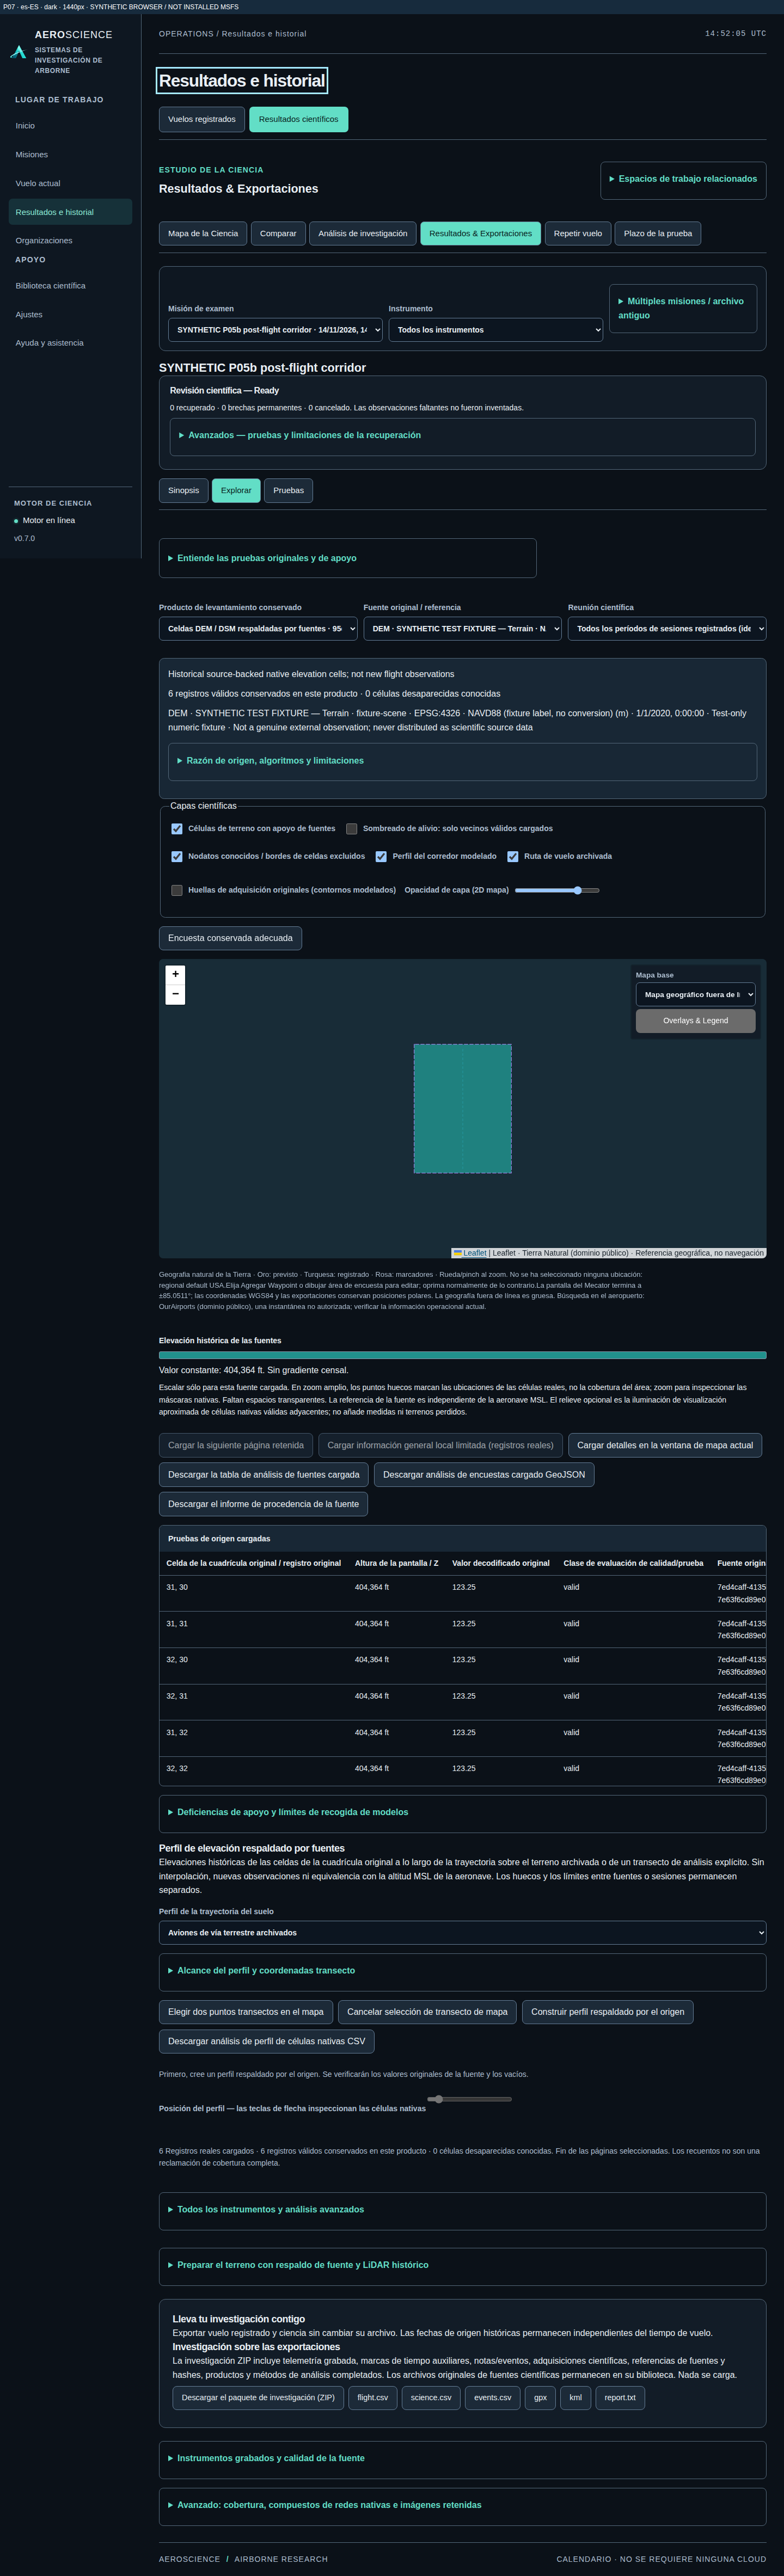 P07 · es-ES · dark · 1440px · SYNTHETIC BROWSER / NOT INSTALLED MSFS
AEROSCIENCE
SISTEMAS DE
INVESTIGACIÓN DE
ARBORNE
LUGAR DE TRABAJO
Inicio
Misiones
Vuelo actual
Resultados e historial
Organizaciones
APOYO
Biblioteca científica
Ajustes
Ayuda y asistencia
MOTOR DE CIENCIA
Motor en línea
v0.7.0
OPERATIONS / Resultados e historial
14:52:05 UTC
Resultados e historial
Vuelos registrados
Resultados científicos
ESTUDIO DE LA CIENCIA
Resultados & Exportaciones
Espacios de trabajo relacionados
Mapa de la Ciencia
Comparar
Análisis de investigación
Resultados & Exportaciones
Repetir vuelo
Plazo de la prueba
Misión de examen
SYNTHETIC P05b post-flight corridor · 14/11/2026, 14
Instrumento
Todos los instrumentos
Múltiples misiones / archivo
antiguo
SYNTHETIC P05b post-flight corridor
Revisión científica — Ready
0 recuperado · 0 brechas permanentes · 0 cancelado. Las observaciones faltantes no fueron inventadas.
Avanzados — pruebas y limitaciones de la recuperación
Sinopsis
Explorar
Pruebas
Entiende las pruebas originales y de apoyo
Producto de levantamiento conservado
Celdas DEM / DSM respaldadas por fuentes · 95
Fuente original / referencia
DEM · SYNTHETIC TEST FIXTURE — Terrain · N
Reunión científica
Todos los períodos de sesiones registrados (ide
Historical source-backed native elevation cells; not new flight observations
6 registros válidos conservados en este producto · 0 células desaparecidas conocidas
DEM · SYNTHETIC TEST FIXTURE — Terrain · fixture-scene · EPSG:4326 · NAVD88 (fixture label, no conversion) (m) · 1/1/2020, 0:00:00 · Test-only
numeric fixture · Not a genuine external observation; never distributed as scientific source data
Razón de origen, algoritmos y limitaciones
Capas científicas
Células de terreno con apoyo de fuentes
Sombreado de alivio: solo vecinos válidos cargados
Nodatos conocidos / bordes de celdas excluidos
Perfil del corredor modelado
Ruta de vuelo archivada
Huellas de adquisición originales (contornos modelados)
Opacidad de capa (2D mapa)
Encuesta conservada adecuada
+
−
Mapa base
Mapa geográfico fuera de lí
Overlays & Legend
Leaflet | Leaflet · Tierra Natural (dominio público) · Referencia geográfica, no navegación
Geografía natural de la Tierra · Oro: previsto · Turquesa: registrado · Rosa: marcadores · Rueda/pinch al zoom. No se ha seleccionado ninguna ubicación:
regional default USA.Elija Agregar Waypoint o dibujar área de encuesta para editar; oprima normalmente de lo contrario.La pantalla de Mecator termina a
±85.0511°; las coordenadas WGS84 y las exportaciones conservan posiciones polares. La geografía fuera de línea es gruesa. Búsqueda en el aeropuerto:
OurAirports (dominio público), una instantánea no autorizada; verificar la información operacional actual.
Elevación histórica de las fuentes
Valor constante: 404,364 ft. Sin gradiente censal.
Escalar sólo para esta fuente cargada. En zoom amplio, los puntos huecos marcan las ubicaciones de las células reales, no la cobertura del área; zoom para inspeccionar las
máscaras nativas. Faltan espacios transparentes. La referencia de la fuente es independiente de la aeronave MSL. El relieve opcional es la iluminación de visualización
aproximada de células nativas válidas adyacentes; no añade medidas ni terrenos perdidos.
Cargar la siguiente página retenida
Cargar información general local limitada (registros reales)
Cargar detalles en la ventana de mapa actual
Descargar la tabla de análisis de fuentes cargada
Descargar análisis de encuestas cargado GeoJSON
Descargar el informe de procedencia de la fuente
Pruebas de origen cargadas
Celda de la cuadrícula original / registro original
Altura de la pantalla / Z
Valor decodificado original
Clase de evaluación de calidad/prueba
Fuente origin
31, 30
404,364 ft
123.25
valid
7ed4caff-4135
7e63f6cd89e0
31, 31
404,364 ft
123.25
valid
7ed4caff-4135
7e63f6cd89e0
32, 30
404,364 ft
123.25
valid
7ed4caff-4135
7e63f6cd89e0
32, 31
404,364 ft
123.25
valid
7ed4caff-4135
7e63f6cd89e0
31, 32
404,364 ft
123.25
valid
7ed4caff-4135
7e63f6cd89e0
32, 32
404,364 ft
123.25
valid
7ed4caff-4135
7e63f6cd89e0
Deficiencias de apoyo y límites de recogida de modelos
Perfil de elevación respaldado por fuentes
Elevaciones históricas de las celdas de la cuadrícula original a lo largo de la trayectoria sobre el terreno archivada o de un transecto de análisis explícito. Sin
interpolación, nuevas observaciones ni equivalencia con la altitud MSL de la aeronave. Los huecos y los límites entre fuentes o sesiones permanecen
separados.
Perfil de la trayectoria del suelo
Aviones de vía terrestre archivados
Alcance del perfil y coordenadas transecto
Elegir dos puntos transectos en el mapa
Cancelar selección de transecto de mapa
Construir perfil respaldado por el origen
Descargar análisis de perfil de células nativas CSV
Primero, cree un perfil respaldado por el origen. Se verificarán los valores originales de la fuente y los vacíos.
Posición del perfil — las teclas de flecha inspeccionan las células nativas
6 Registros reales cargados · 6 registros válidos conservados en este producto · 0 células desaparecidas conocidas. Fin de las páginas seleccionadas. Los recuentos no son una
reclamación de cobertura completa.
Todos los instrumentos y análisis avanzados
Preparar el terreno con respaldo de fuente y LiDAR histórico
Lleva tu investigación contigo
Exportar vuelo registrado y ciencia sin cambiar su archivo. Las fechas de origen históricas permanecen independientes del tiempo de vuelo.
Investigación sobre las exportaciones
La investigación ZIP incluye telemetría grabada, marcas de tiempo auxiliares, notas/eventos, adquisiciones científicas, referencias de fuentes y
hashes, productos y métodos de análisis completados. Los archivos originales de fuentes científicas permanecen en su biblioteca. Nada se carga.
Descargar el paquete de investigación (ZIP)
flight.csv
science.csv
events.csv
gpx
kml
report.txt
Instrumentos grabados y calidad de la fuente
Avanzado: cobertura, compuestos de redes nativas e imágenes retenidas
AEROSCIENCE / AIRBORNE RESEARCH
CALENDARIO · NO SE REQUIERE NINGUNA CLOUD